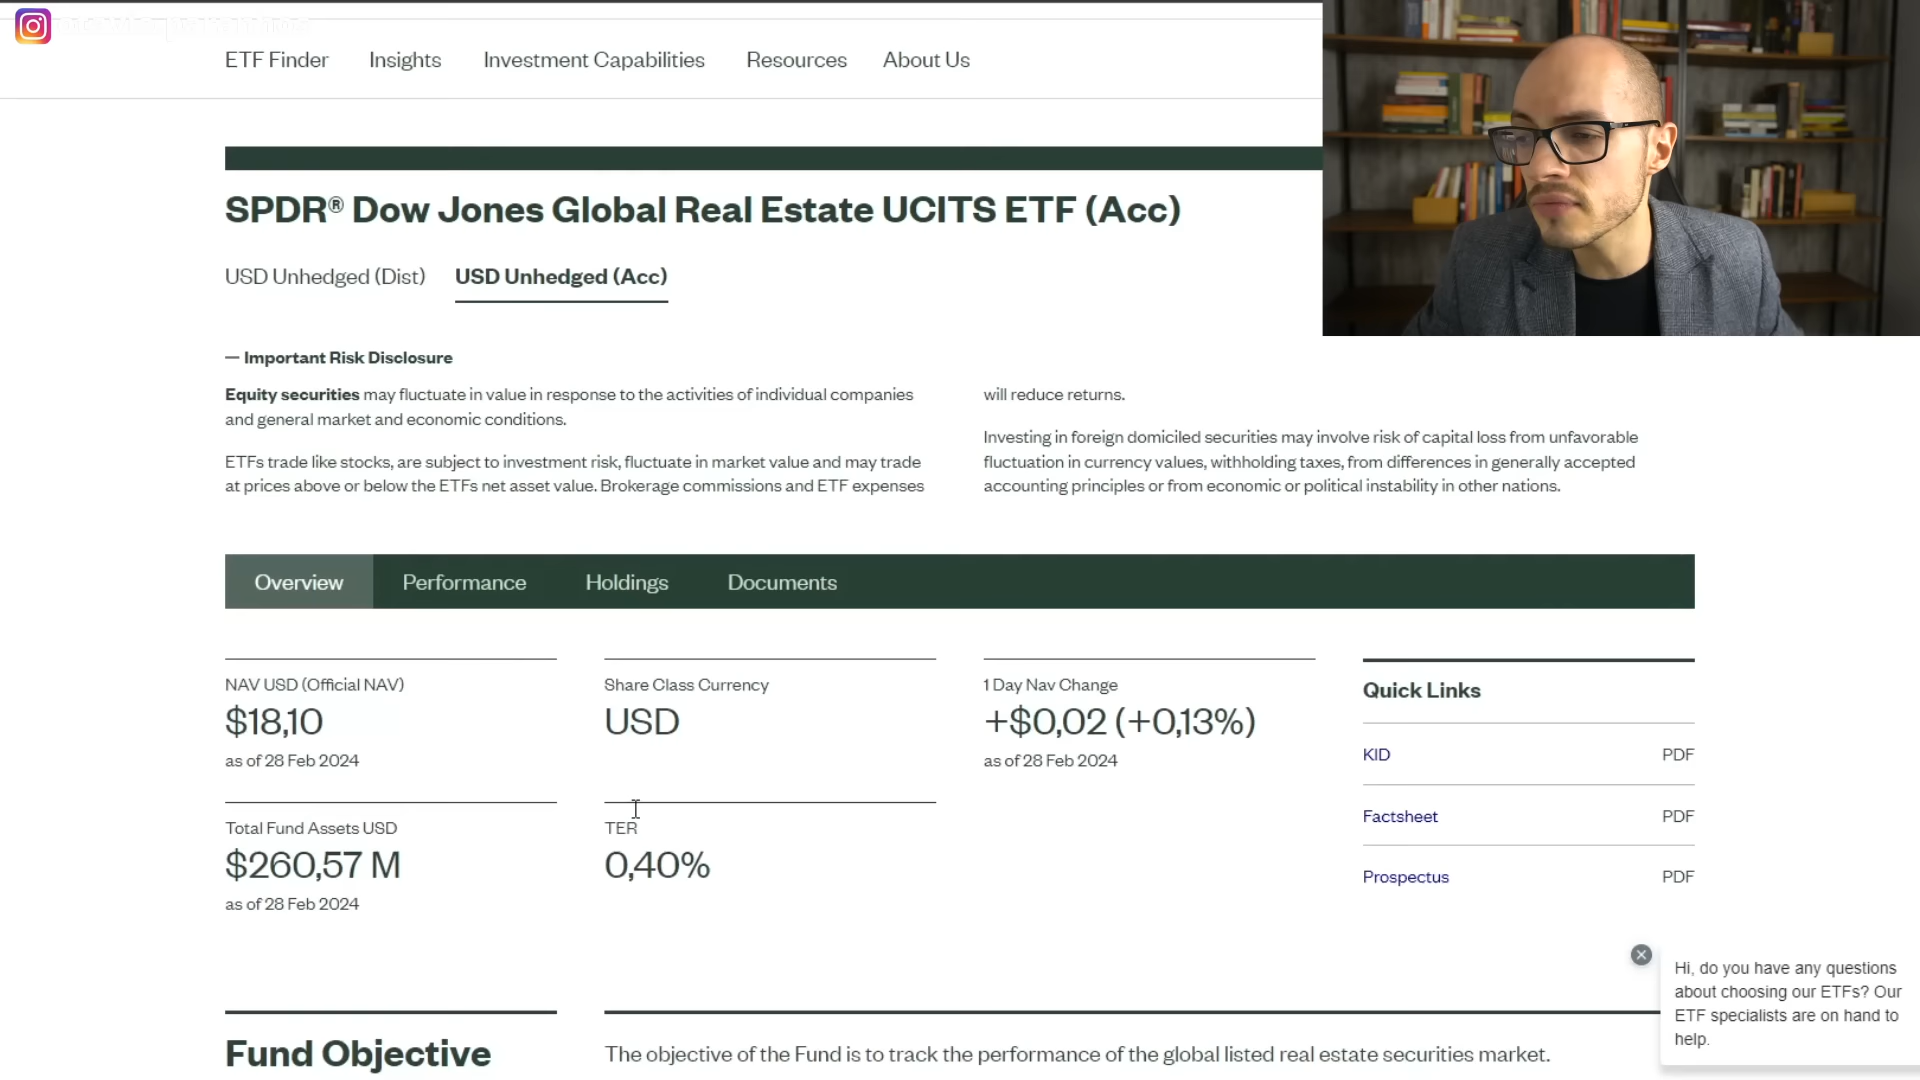 ETF Finder
Insights
Investment Capabilities
Resources
About Us
SPDR® Dow Jones Global Real Estate UCITS ETF (Acc)
USD Unhedged (Dist)
USD Unhedged (Acc)
— Important Risk Disclosure
Equity securities may fluctuate in value in response to the activities of individual companies
and general market and economic conditions.
ETFs trade like stocks, are subject to investment risk, fluctuate in market value and may trade
at prices above or below the ETFs net asset value. Brokerage commissions and ETF expenses
will reduce returns.
Investing in foreign domiciled securities may involve risk of capital loss from unfavorable
fluctuation in currency values, withholding taxes, from differences in generally accepted
accounting principles or from economic or political instability in other nations.
Overview
Performance
Holdings
Documents
NAV USD (Official NAV)
$18,10
as of 28 Feb 2024
Share Class Currency
USD
1 Day Nav Change
+$0,02 (+0,13%)
as of 28 Feb 2024
Total Fund Assets USD
$260,57 M
as of 28 Feb 2024
TER
0,40%
Quick Links
KID PDF
Factsheet PDF
Prospectus PDF
Fund Objective
The objective of the Fund is to track the performance of the global listed real estate securities market.
Hi, do you have any questions
about choosing our ETFs? Our
ETF specialists are on hand to
help.